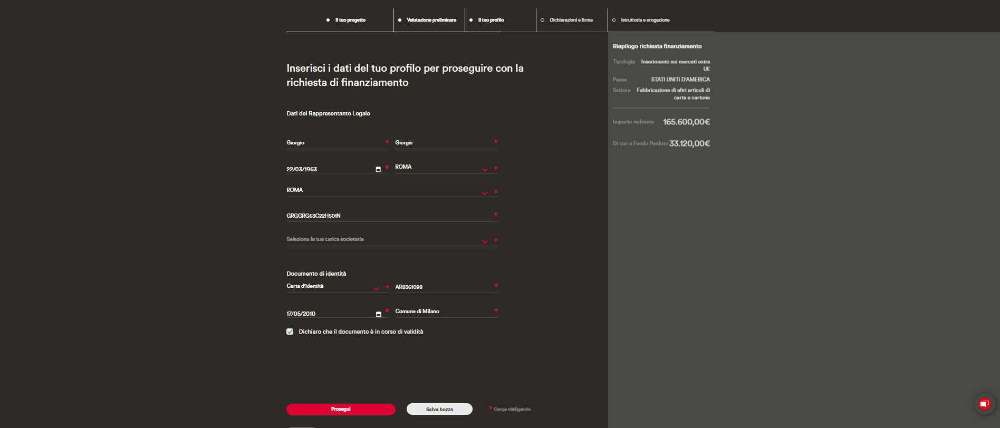 Il tuo progetto
Valutazione preliminare
Il tuo profilo
Dichiarazioni e firma
Istruttoria e erogazione
Inserisci i dati del tuo profilo per proseguire con la
richiesta di finanziamento
Dati del Rappresentante Legale
Giorgio *
Giorgis *
22/03/1963 *
ROMA *
ROMA *
GRGGRG63C22H501N *
Seleziona la tua carica societaria *
Documento di identità
Carta d'identità *
AR8361098 *
17/05/2010 *
Comune di Milano *
Dichiaro che il documento è in corso di validità
Prosegui
Salva bozza
* Campo obbligatorio
Riepilogo richiesta finanziamento
Tipologia Inserimento sui mercati extra
UE
Paese STATI UNITI D'AMERICA
Settore Fabbricazione di altri articoli di
carta e cartone
Importo richiesto 165.600,00€
Di cui: a Fondo Perduto 33.120,00€